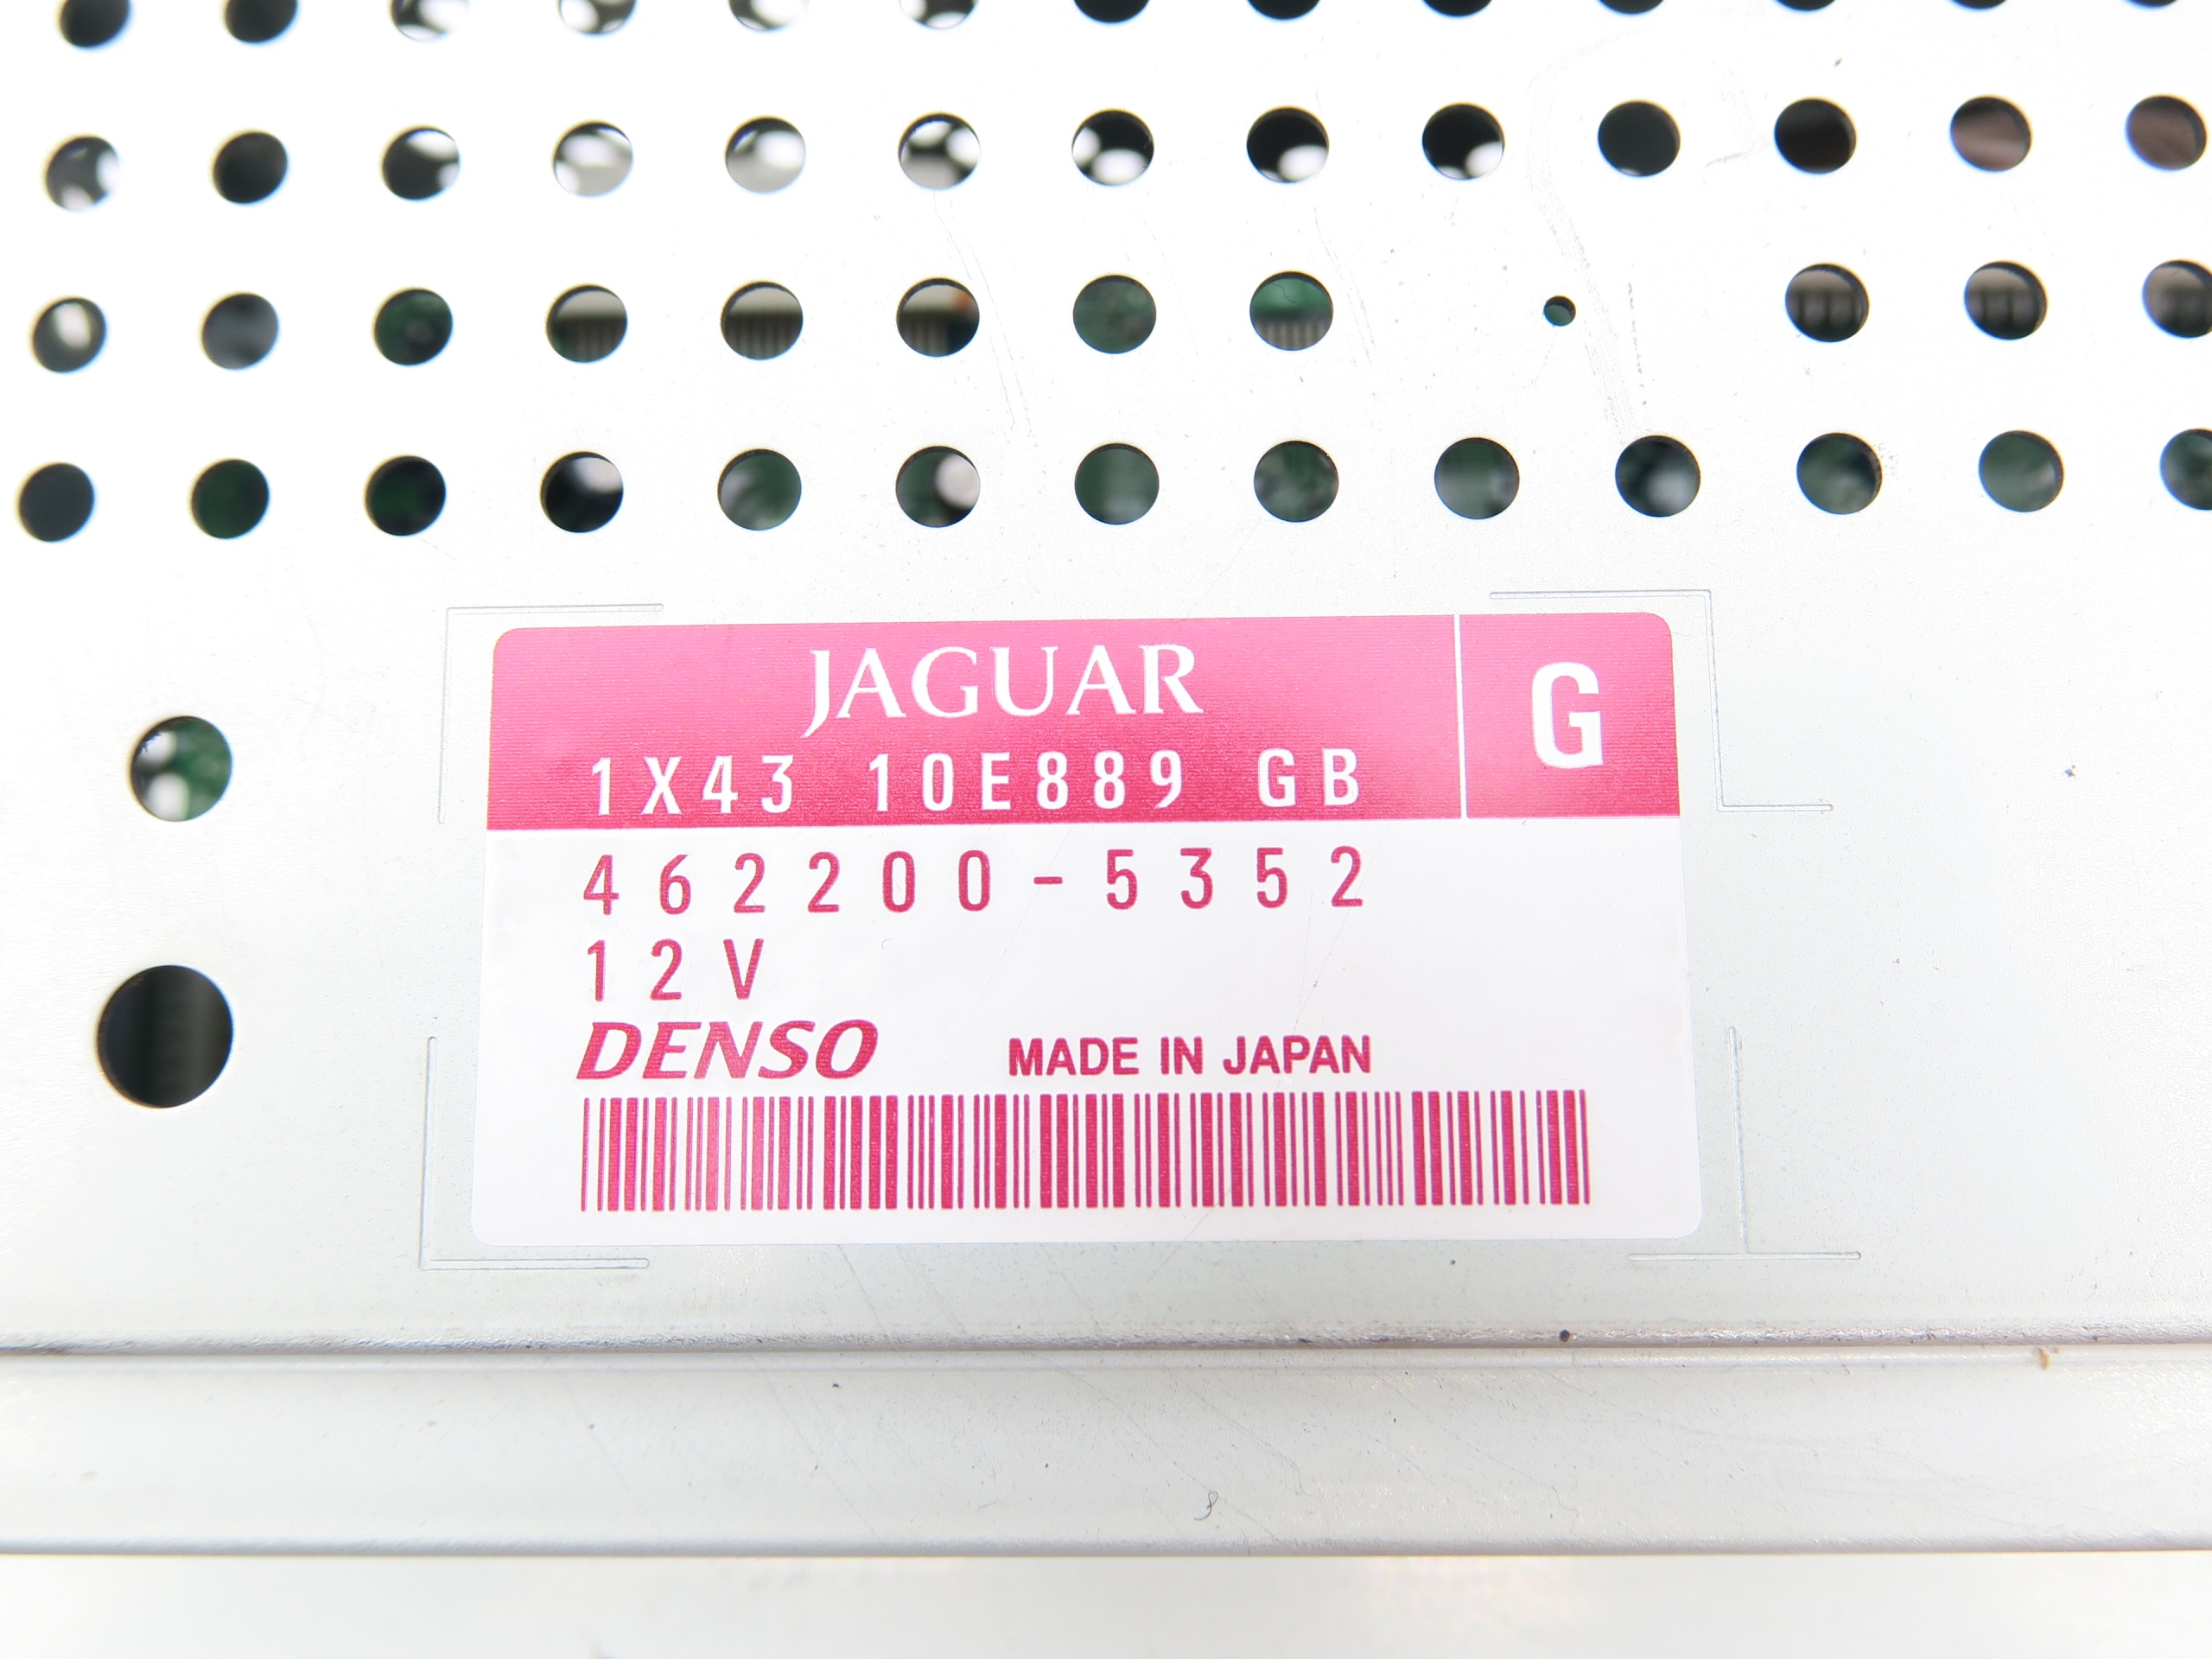 JAGUAR
G
1X43 10E889 GB
462200-5352
12V
DENSO MADE IN JAPAN